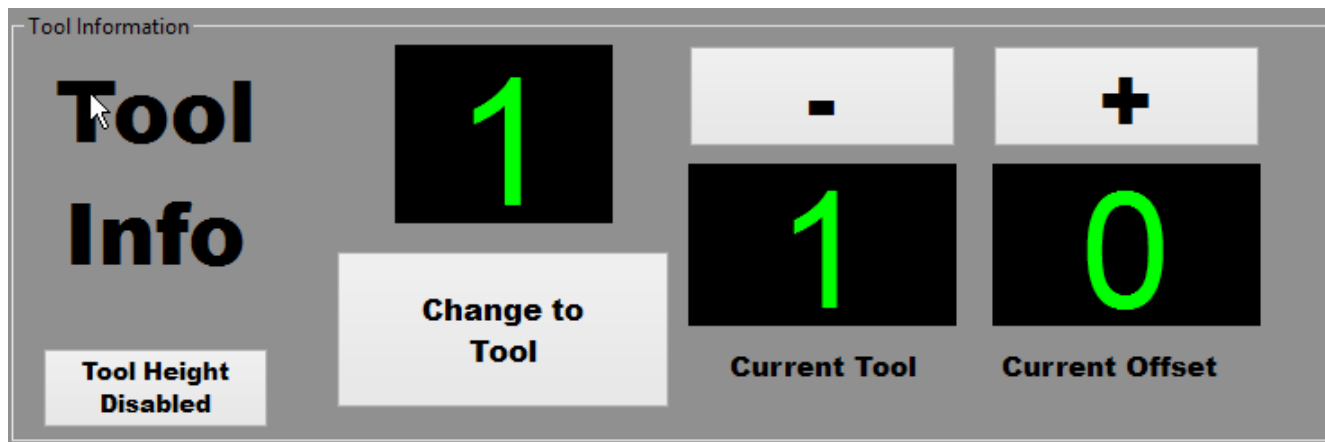 Tool Information
Tool
Info
Tool Height
Disabled
1
Change to
Tool
-
+
1
0
Current Tool
Current Offset